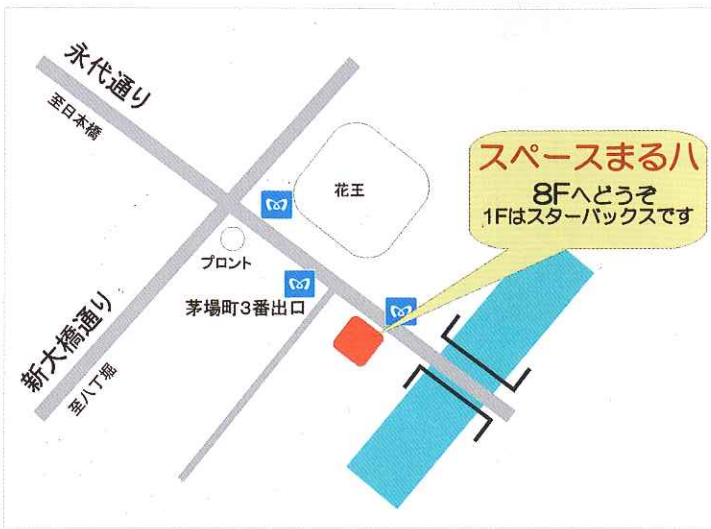 永代通り
至日本橋
花王
スペースまるハ
8Fへどうぞ
1Fはスターバックスです
プロント
茅場町3番出口
新大橋通り
至八丁堀